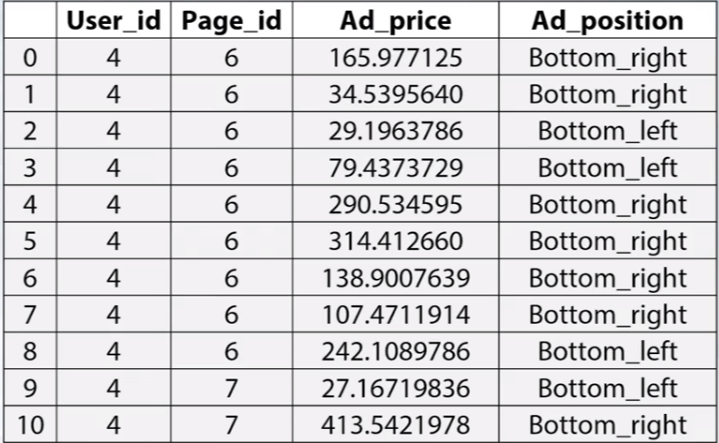 User_id Page_id Ad_price Ad_position
0 4 6 165.977125 Bottom_right
1 4 6 34.5395640 Bottom_right
2 4 6 29.1963786 Bottom_left
3 4 6 79.4373729 Bottom_left
4 4 6 290.534595 Bottom_right
5 4 6 314.412660 Bottom_right
6 4 6 138.9007639 Bottom_right
7 4 6 107.4711914 Bottom_right
8 4 6 242.1089786 Bottom_left
9 4 7 27.16719836 Bottom_left
10 4 7 413.5421978 Bottom_right